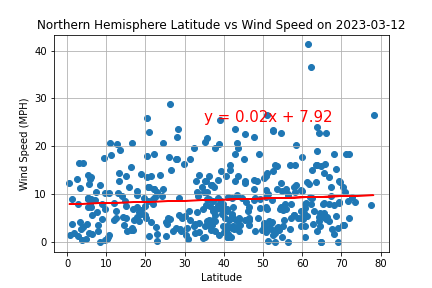 Northern Hemisphere Latitude vs Wind Speed on 2023-03-12
40
30
y = 0.02x + 7.92
20
10
0
Wind Speed (MPH)
0 10 20 30 40 50 60 70 80
Latitude